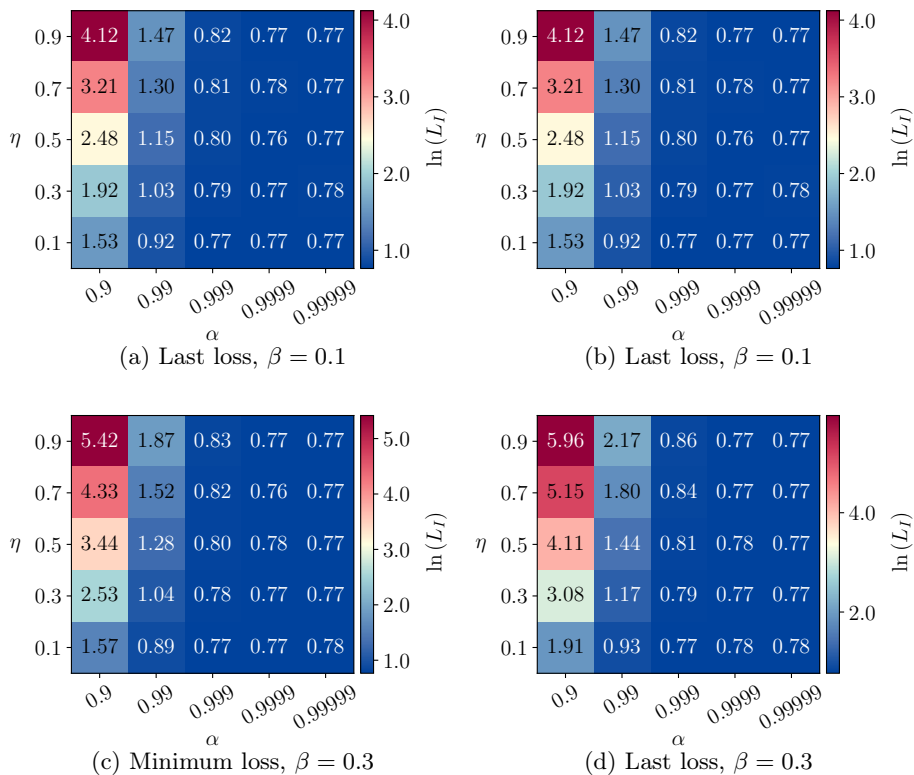 0.9 4.12 1.47 0.82 0.77 0.77 4.0
0.7 3.21 1.30 0.81 0.78 0.77 3.0
η 0.5 2.48 1.15 0.80 0.76 0.77 ln (L_I)
0.3 1.92 1.03 0.79 0.77 0.78 2.0
0.1 1.53 0.92 0.77 0.77 0.77 1.0
0.9 0.99 0.999 0.9999 0.99999
α
(a) Last loss, β = 0.1
0.9 4.12 1.47 0.82 0.77 0.77 4.0
0.7 3.21 1.30 0.81 0.78 0.77 3.0
η 0.5 2.48 1.15 0.80 0.76 0.77 ln (L_I)
0.3 1.92 1.03 0.79 0.77 0.78 2.0
0.1 1.53 0.92 0.77 0.77 0.77 1.0
0.9 0.99 0.999 0.9999 0.99999
α
(b) Last loss, β = 0.1
0.9 5.42 1.87 0.83 0.77 0.77 5.0
0.7 4.33 1.52 0.82 0.76 0.77 4.0
η 0.5 3.44 1.28 0.80 0.78 0.77 3.0 ln (L_I)
0.3 2.53 1.04 0.78 0.77 0.77 2.0
0.1 1.57 0.89 0.77 0.77 0.78 1.0
0.9 0.99 0.999 0.9999 0.99999
α
(c) Minimum loss, β = 0.3
0.9 5.96 2.17 0.86 0.77 0.77
0.7 5.15 1.80 0.84 0.77 0.77 4.0
η 0.5 4.11 1.44 0.81 0.78 0.77 ln (L_I)
0.3 3.08 1.17 0.79 0.77 0.77 2.0
0.1 1.91 0.93 0.77 0.78 0.78
0.9 0.99 0.999 0.9999 0.99999
α
(d) Last loss, β = 0.3